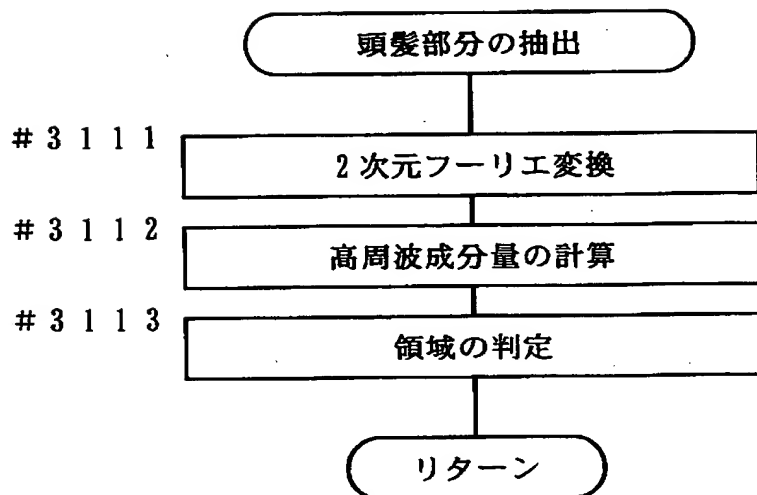 頭髪部分の抽出
#3111
2次元フーリエ変換
#3112
高周波成分量の計算
#3113
領域の判定
リターン